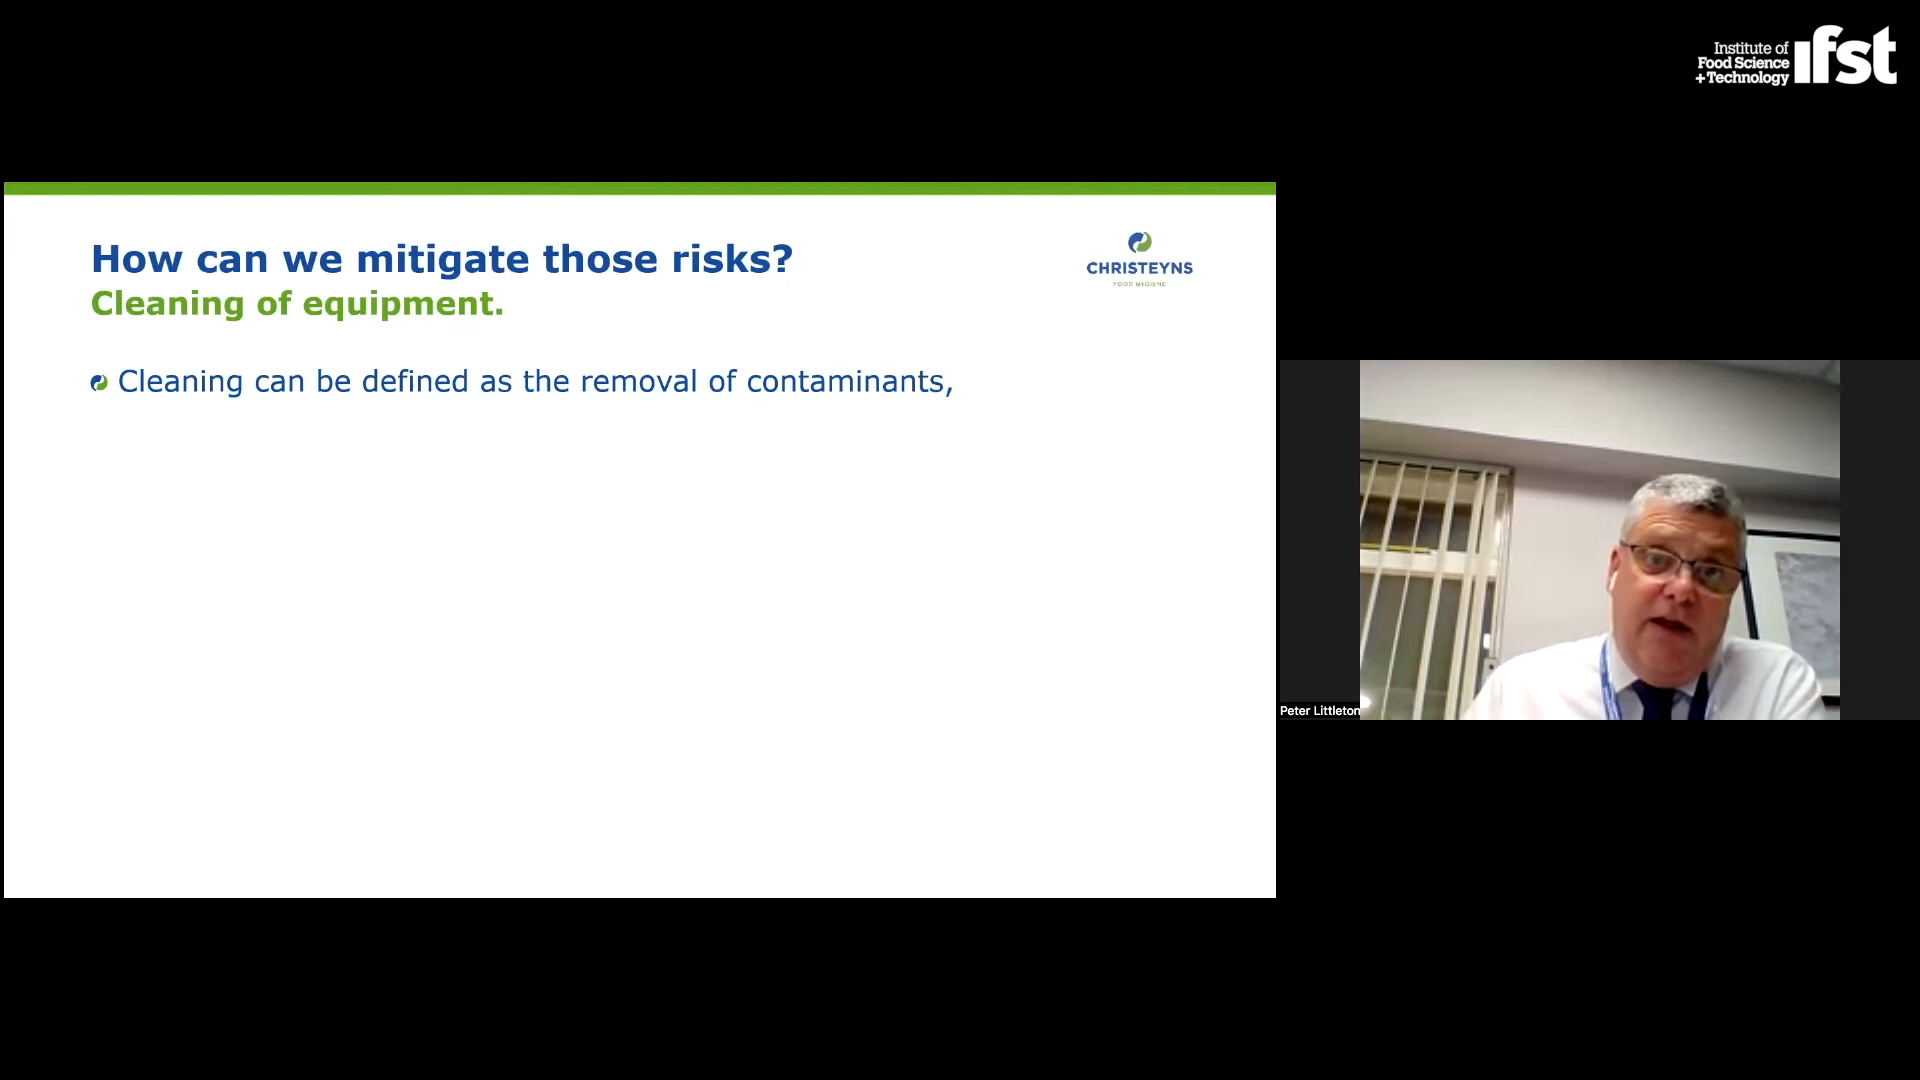 Institute of
Food Science
+Technology
ifst
How can we mitigate those risks?
CHRISTEYNS
FOOD HYGIENE
Cleaning of equipment.
Cleaning can be defined as the removal of contaminants,
Peter Littleton